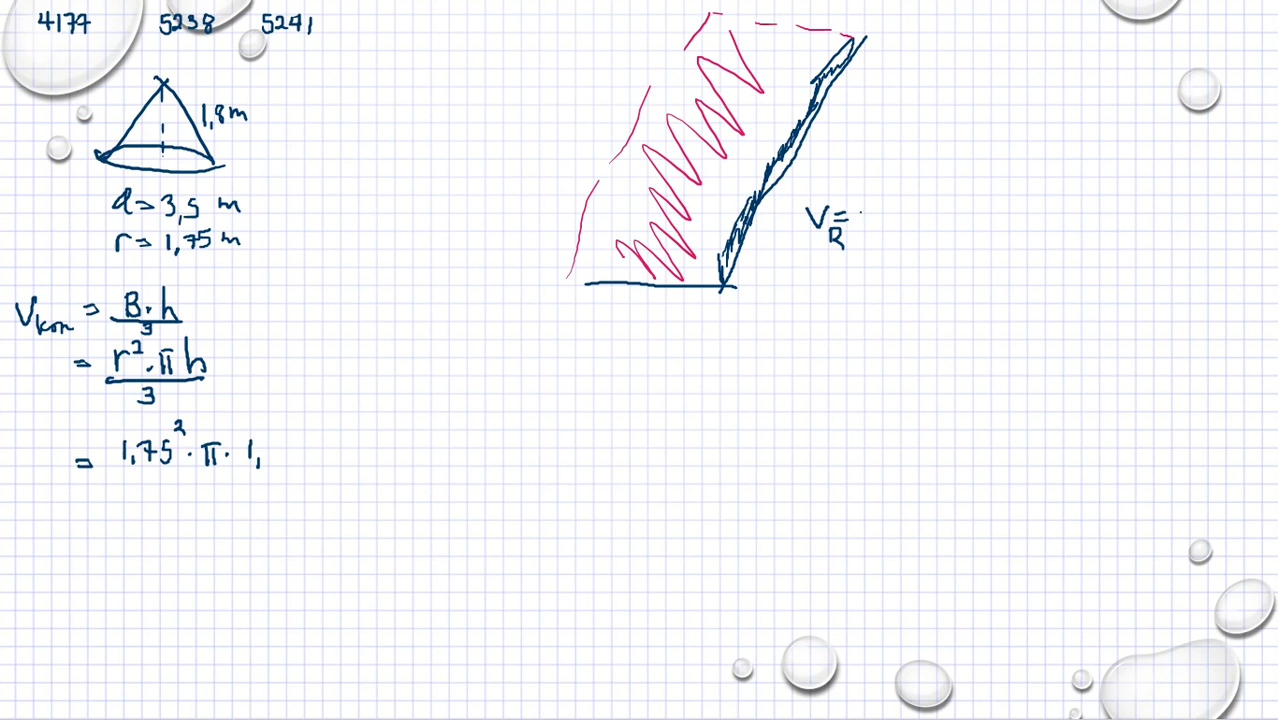 4174 5238 5241
1,8m
d = 3,5 m
r = 1,75 m
V_kon = B · h / 3
= r² · π h / 3
= 1,75² · π · 1,
V_R =